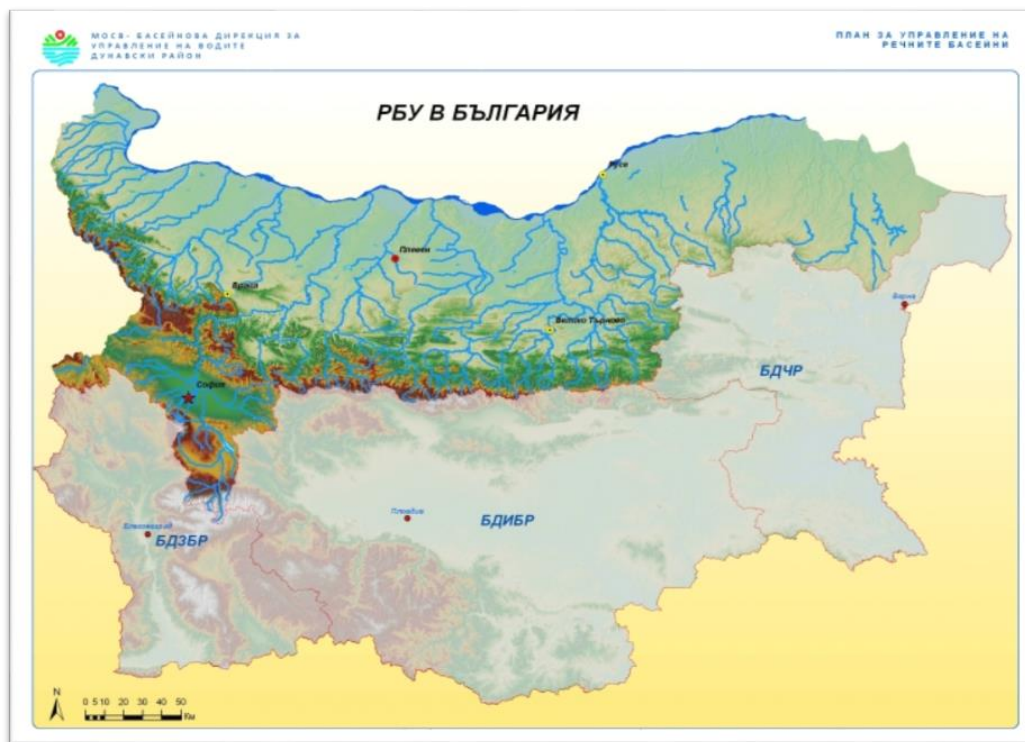 МОСВ- БАСЕЙНОВА ДИРЕКЦИЯ ЗА
УПРАВЛЕНИЕ НА ВОДИТЕ
ДУНАВСКИ РАЙОН
ПЛАН ЗА УПРАВЛЕНИЕ НА
РЕЧНИТЕ БАСЕЙНИ
РБУ В БЪЛГАРИЯ
Русе
Плевен
Враца
Варна
Велико Търново
БДЧР
София
Пловдив
БДИБР
Благоевград
БДЗБР
N
0 5 10 20 30 40 50
Км